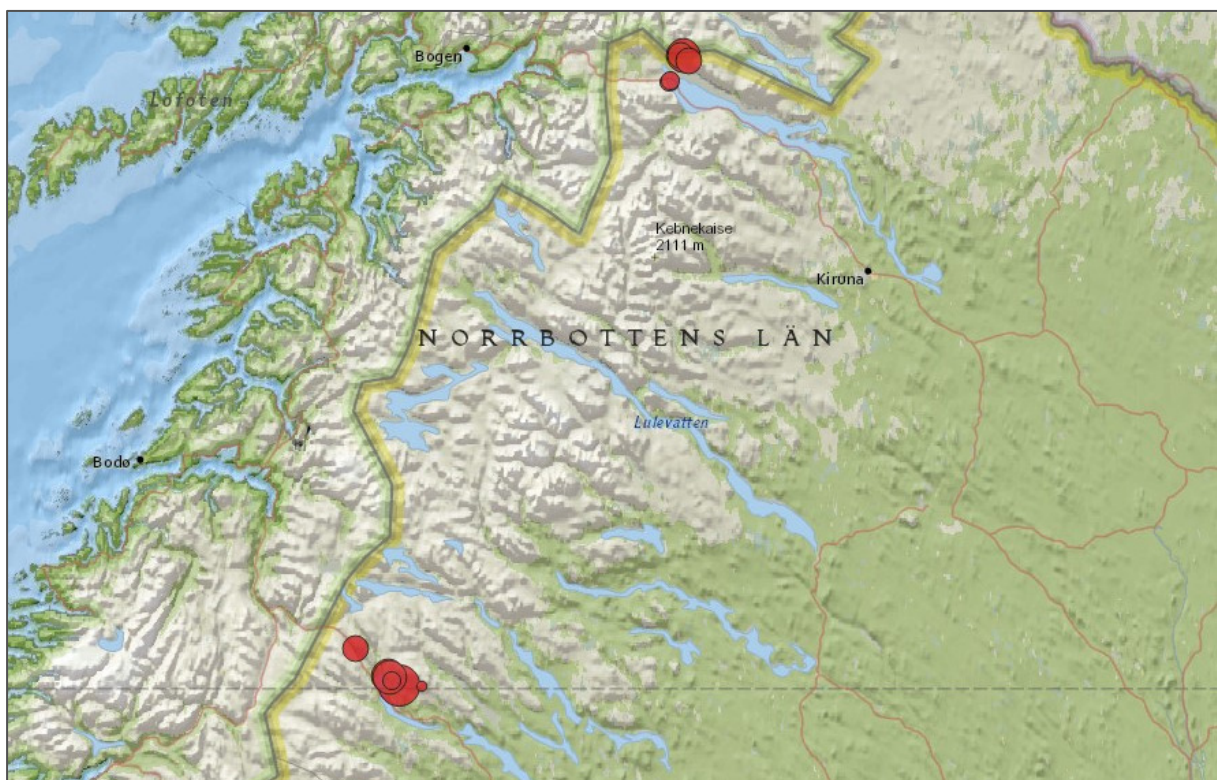 Bogen
Lofoten
Kebnekaise
2111 m
Kiruna
NORRBOTTENS LÄN
Lulevatten
Bodø